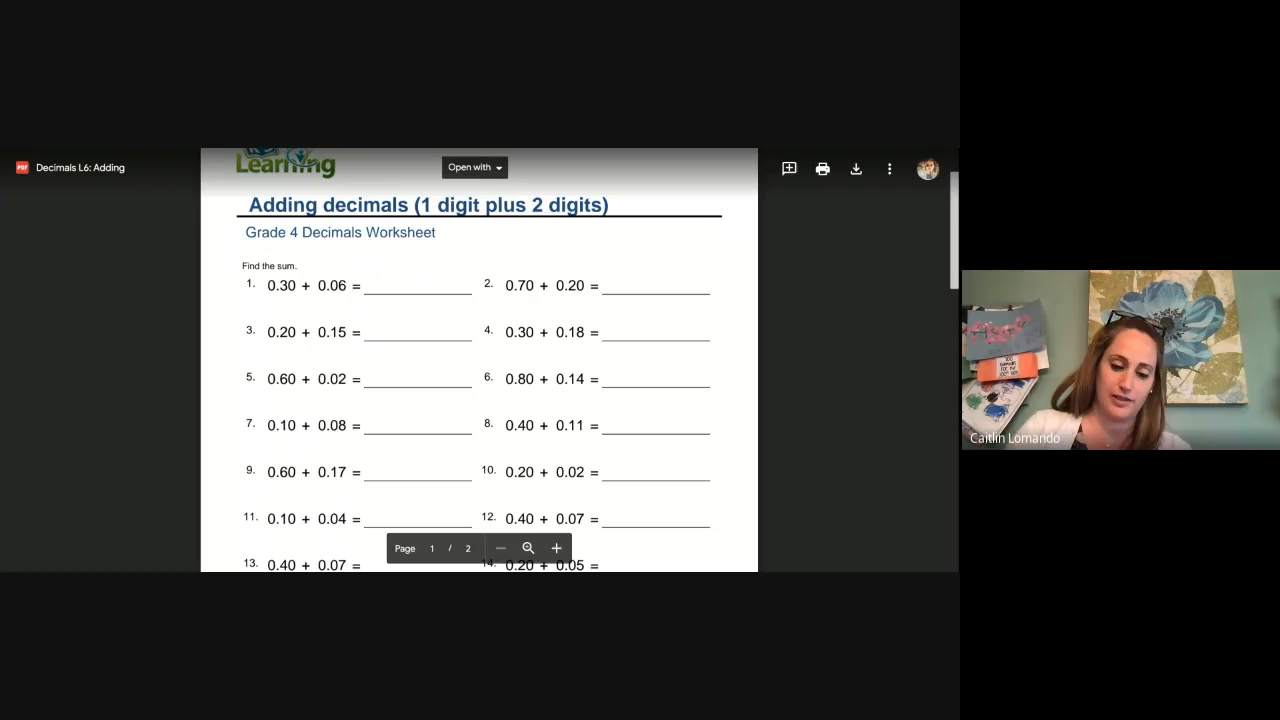 PDF Decimals L6: Adding
Learning
Open with
Adding decimals (1 digit plus 2 digits)
Grade 4 Decimals Worksheet
Find the sum.
1. 0.30 + 0.06 =
2. 0.70 + 0.20 =
3. 0.20 + 0.15 =
4. 0.30 + 0.18 =
5. 0.60 + 0.02 =
6. 0.80 + 0.14 =
7. 0.10 + 0.08 =
8. 0.40 + 0.11 =
9. 0.60 + 0.17 =
10. 0.20 + 0.02 =
11. 0.10 + 0.04 =
12. 0.40 + 0.07 =
Page 1 / 2
13. 0.40 + 0.07 =
14. 0.20 + 0.05 =
100
Caitlin Lomando